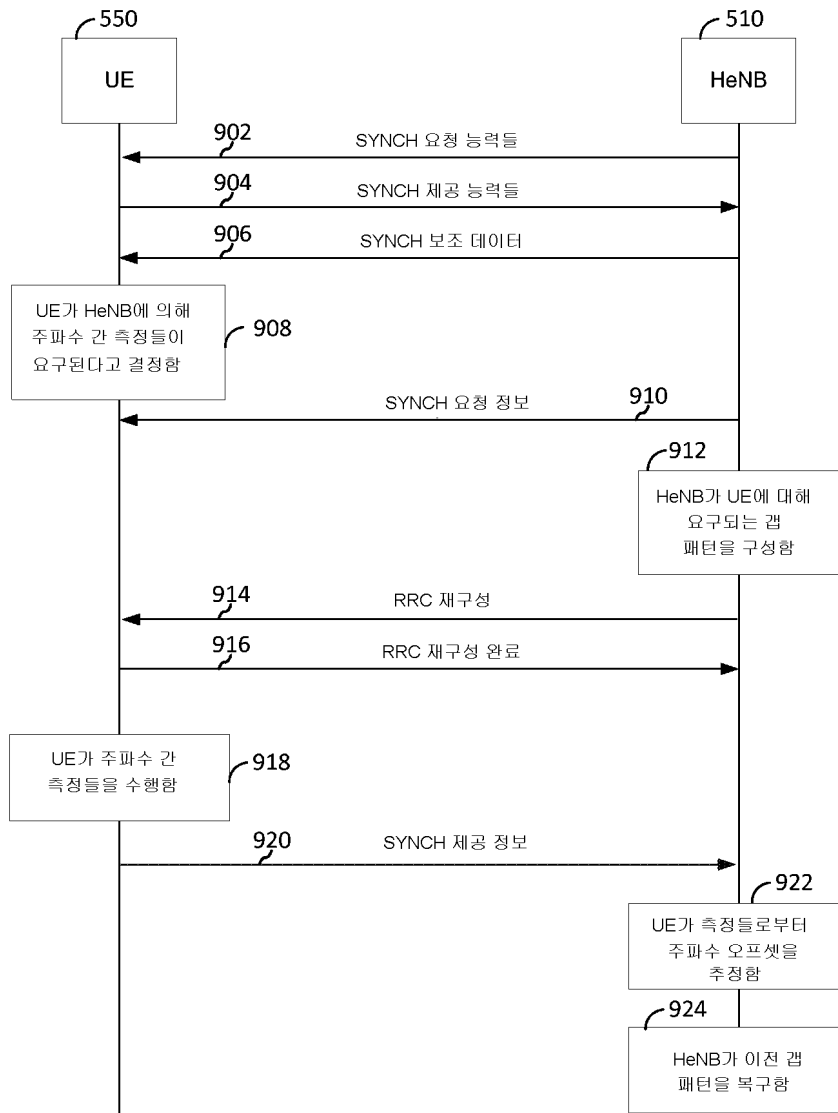 550
510
UE
HeNB
902
SYNCH 요청 능력들
904
SYNCH 제공 능력들
906
SYNCH 보조 데이터
UE가 HeNB에 의해
주파수 간 측정들이
요구된다고 결정함
908
SYNCH 요청 정보
910
912
HeNB가 UE에 대해
요구되는 갭
패턴을 구성함
914
RRC 재구성
916
RRC 재구성 완료
UE가 주파수 간
측정들을 수행함
918
SYNCH 제공 정보
920
922
UE가 측정들로부터
주파수 오프셋을
추정함
924
HeNB가 이전 갭
패턴을 복구함